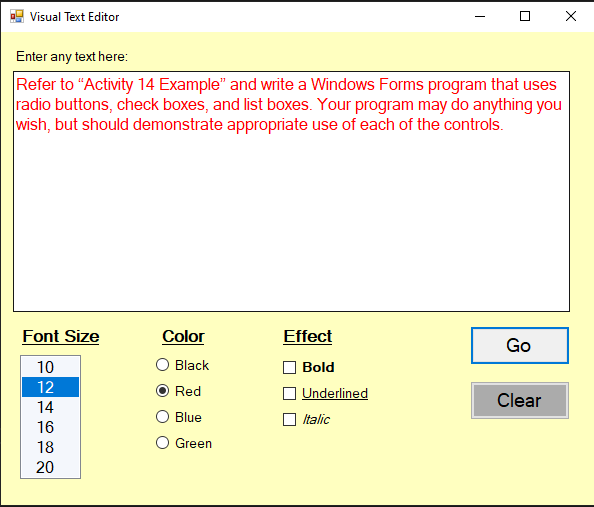 Visual Text Editor
Enter any text here:
Refer to “Activity 14 Example” and write a Windows Forms program that uses
radio buttons, check boxes, and list boxes. Your program may do anything you
wish, but should demonstrate appropriate use of each of the controls.
Font Size
10
12
14
16
18
20
Color
Black
Red
Blue
Green
Effect
Bold
Underlined
Italic
Go
Clear